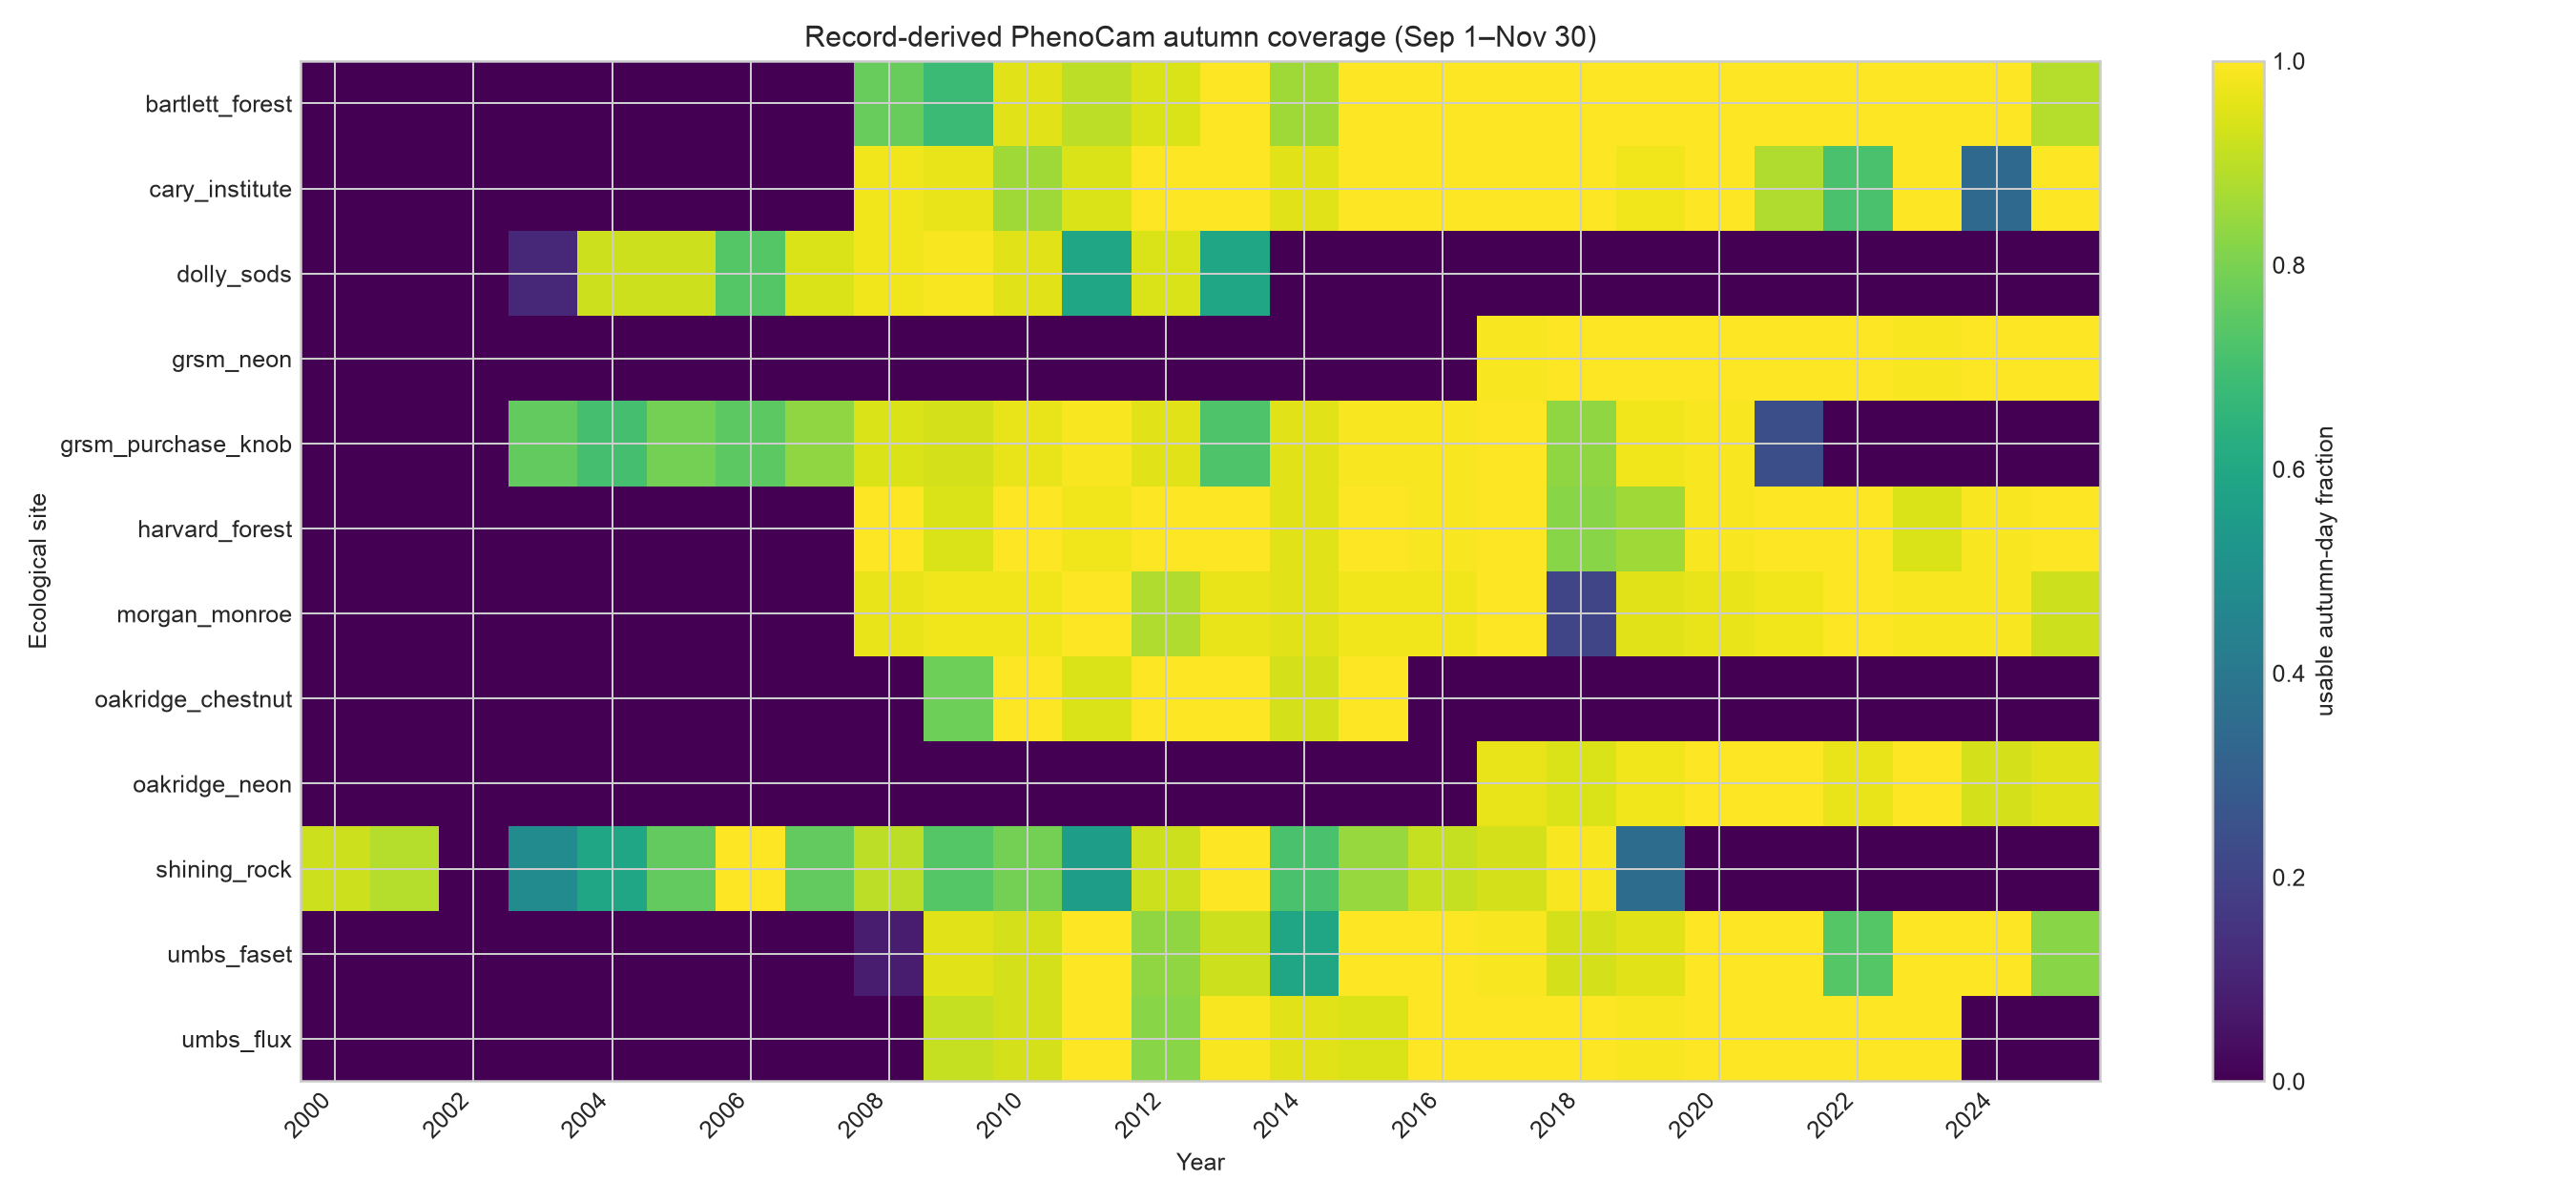 Record-derived PhenoCam autumn coverage (Sep 1–Nov 30)
Ecological site
bartlett_forest
cary_institute
dolly_sods
grsm_neon
grsm_purchase_knob
harvard_forest
morgan_monroe
oakridge_chestnut
oakridge_neon
shining_rock
umbs_faset
umbs_flux
2000
2002
2004
2006
2008
2010
2012
2014
2016
2018
2020
2022
2024
Year
1.0
0.8
0.6
0.4
0.2
0.0
usable autumn-day fraction